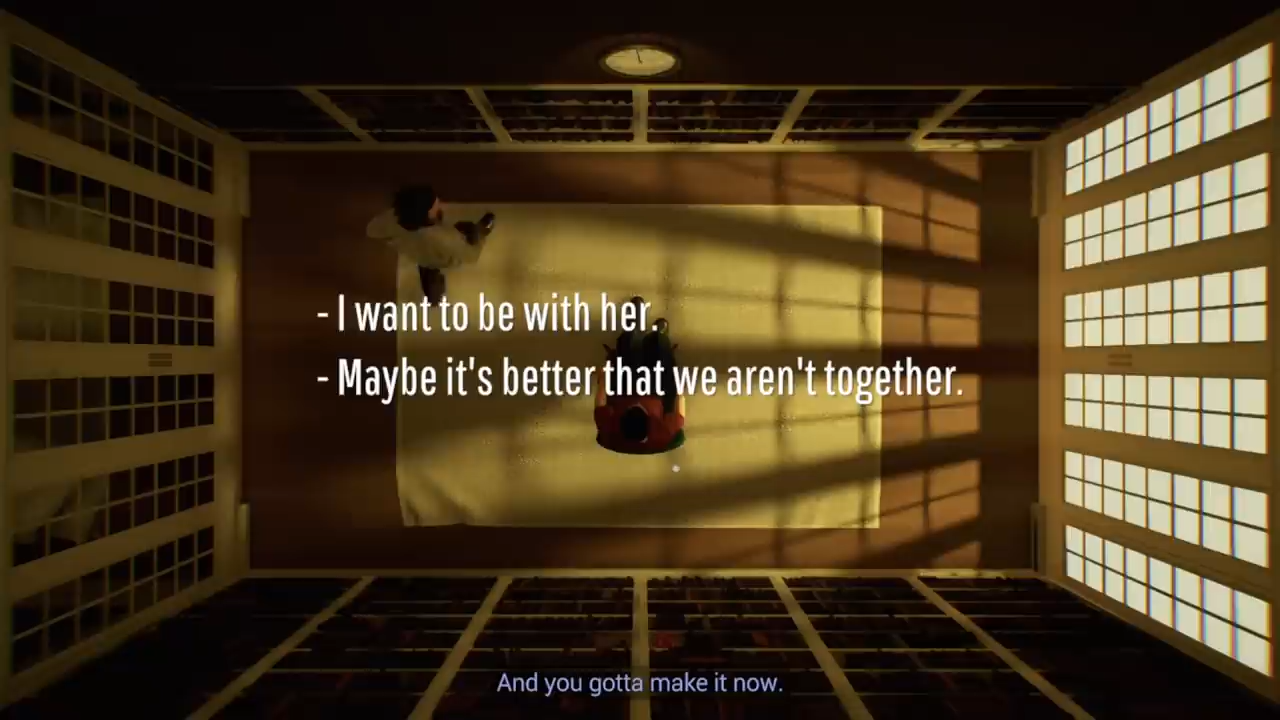 - I want to be with her.
- Maybe it's better that we aren't together.
And you gotta make it now.